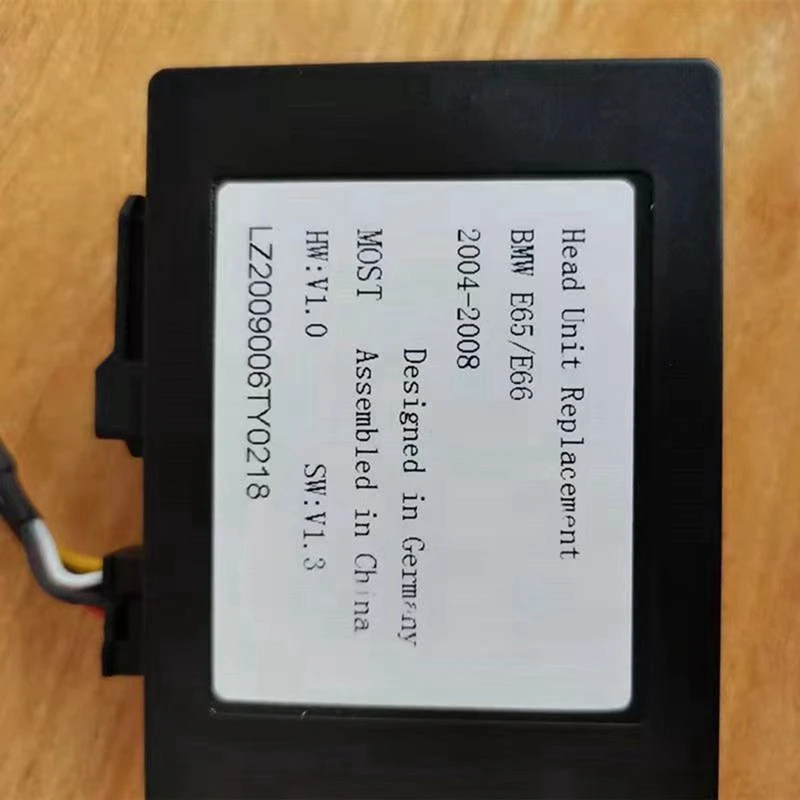 Head Unit Replacement
BMW E65/E66
2004-2008
Designed in Germany
MOST Assembled in China
HW:V1.0 SW:V1.3
LZ2009006TY0218